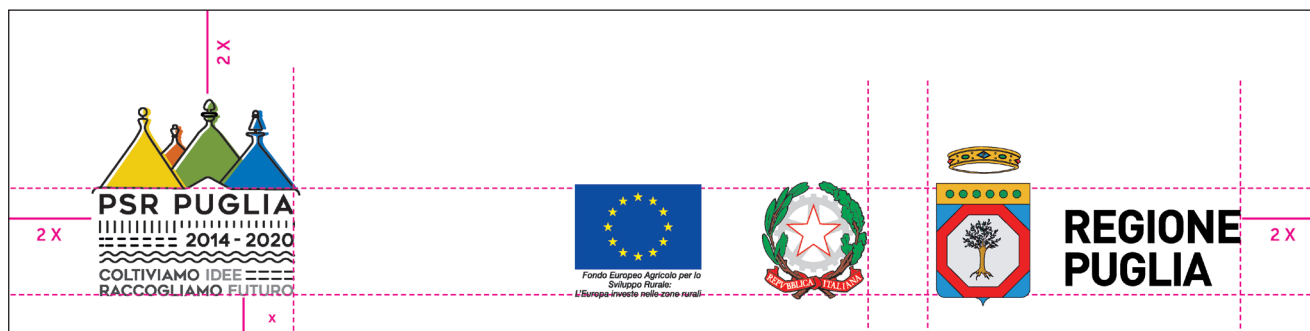 2 X
PSR PUGLIA
2014 - 2020
COLTIVIAMO IDEE
RACCOGLIAMO FUTURO
2 X
x
Fondo Europeo Agricolo per lo
Sviluppo Rurale:
L'Europa investe nelle zone rurali
REPVBBLICA ITALIANA
REGIONE
PUGLIA
2 X